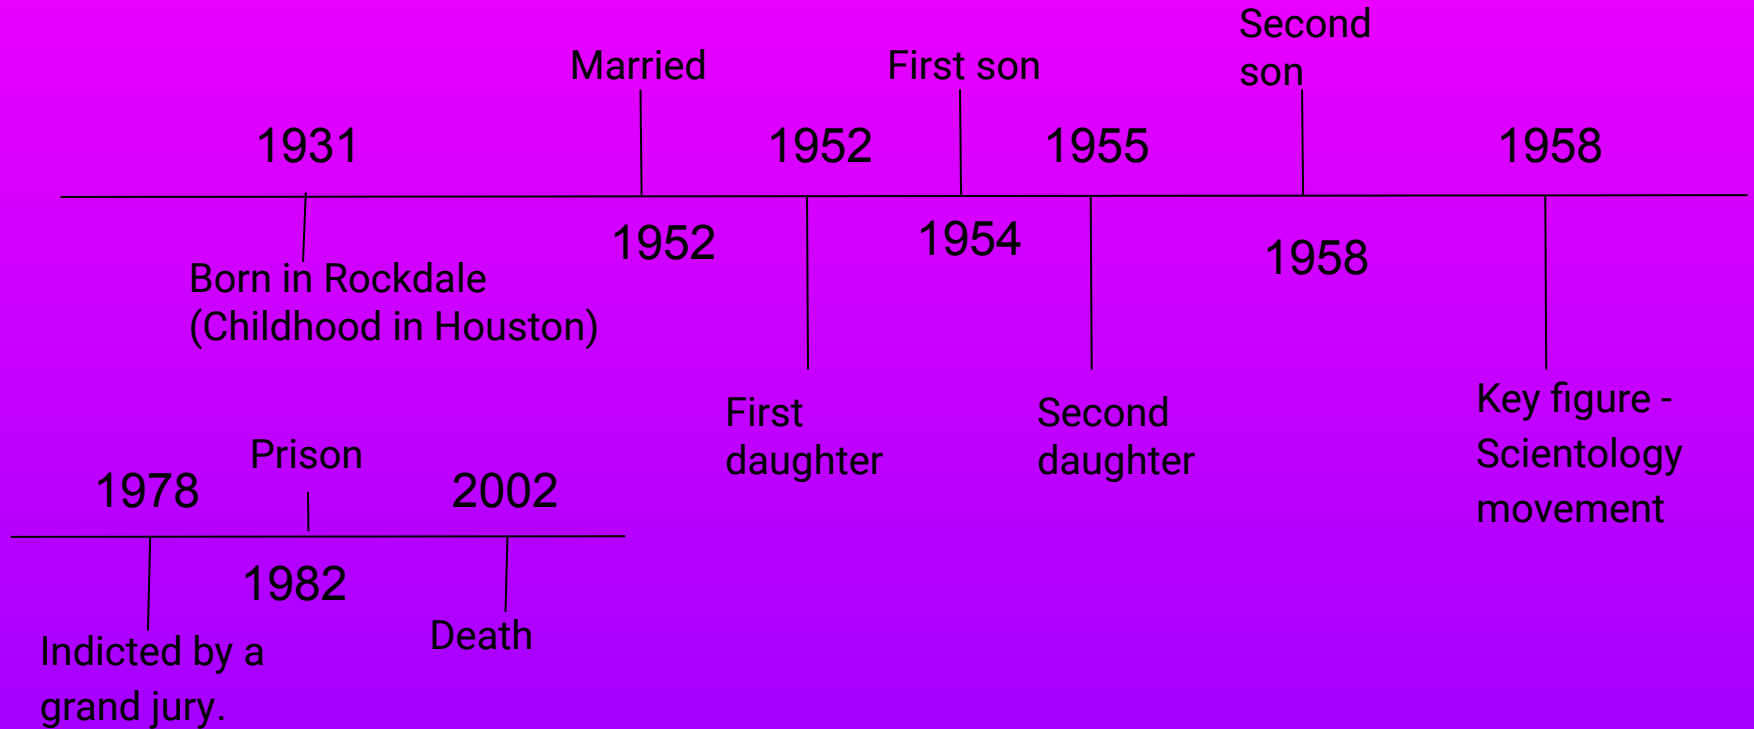 Second
son
Married
First son
1931
1952
1955
1958
1952
1954
1958
Born in Rockdale
(Childhood in Houston)
First
daughter
Second
daughter
Key figure -
Scientology
movement
Prison
1978
2002
1982
Indicted by a
grand jury.
Death